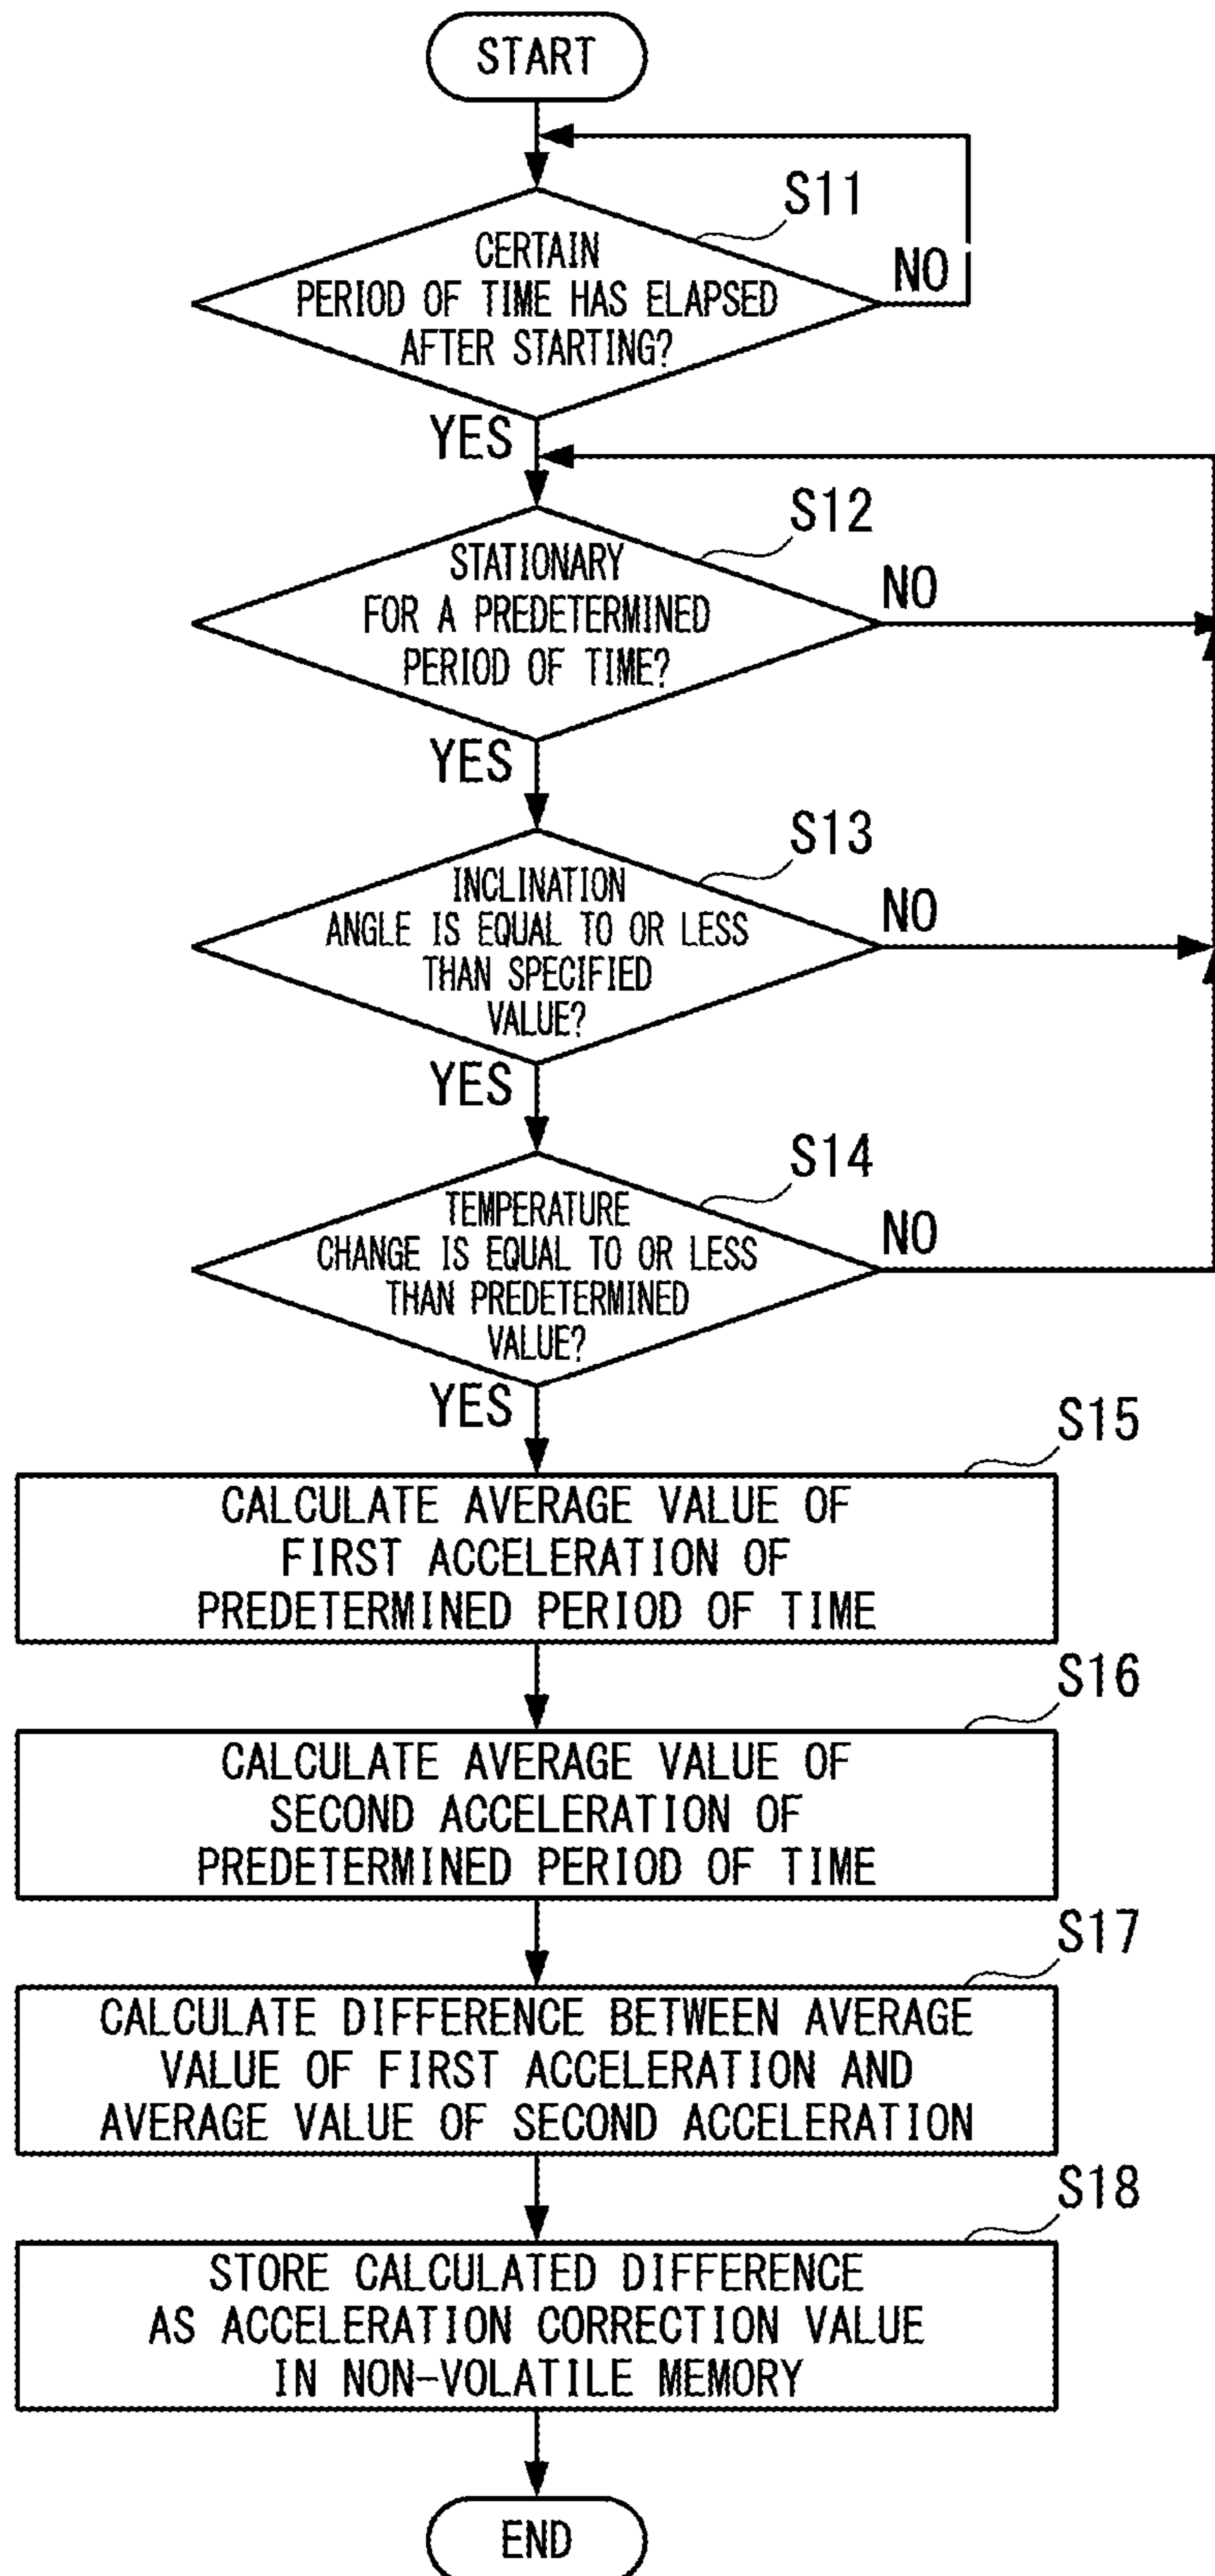 START
S11
CERTAIN
PERIOD OF TIME HAS ELAPSED
AFTER STARTING?
NO
YES
S12
STATIONARY
FOR A PREDETERMINED
PERIOD OF TIME?
NO
YES
S13
INCLINATION
ANGLE IS EQUAL TO OR LESS
THAN SPECIFIED
VALUE?
NO
YES
S14
TEMPERATURE
CHANGE IS EQUAL TO OR LESS
THAN PREDETERMINED
VALUE?
NO
YES
S15
CALCULATE AVERAGE VALUE OF
FIRST ACCELERATION OF
PREDETERMINED PERIOD OF TIME
S16
CALCULATE AVERAGE VALUE OF
SECOND ACCELERATION OF
PREDETERMINED PERIOD OF TIME
S17
CALCULATE DIFFERENCE BETWEEN AVERAGE
VALUE OF FIRST ACCELERATION AND
AVERAGE VALUE OF SECOND ACCELERATION
S18
STORE CALCULATED DIFFERENCE
AS ACCELERATION CORRECTION VALUE
IN NON-VOLATILE MEMORY
END